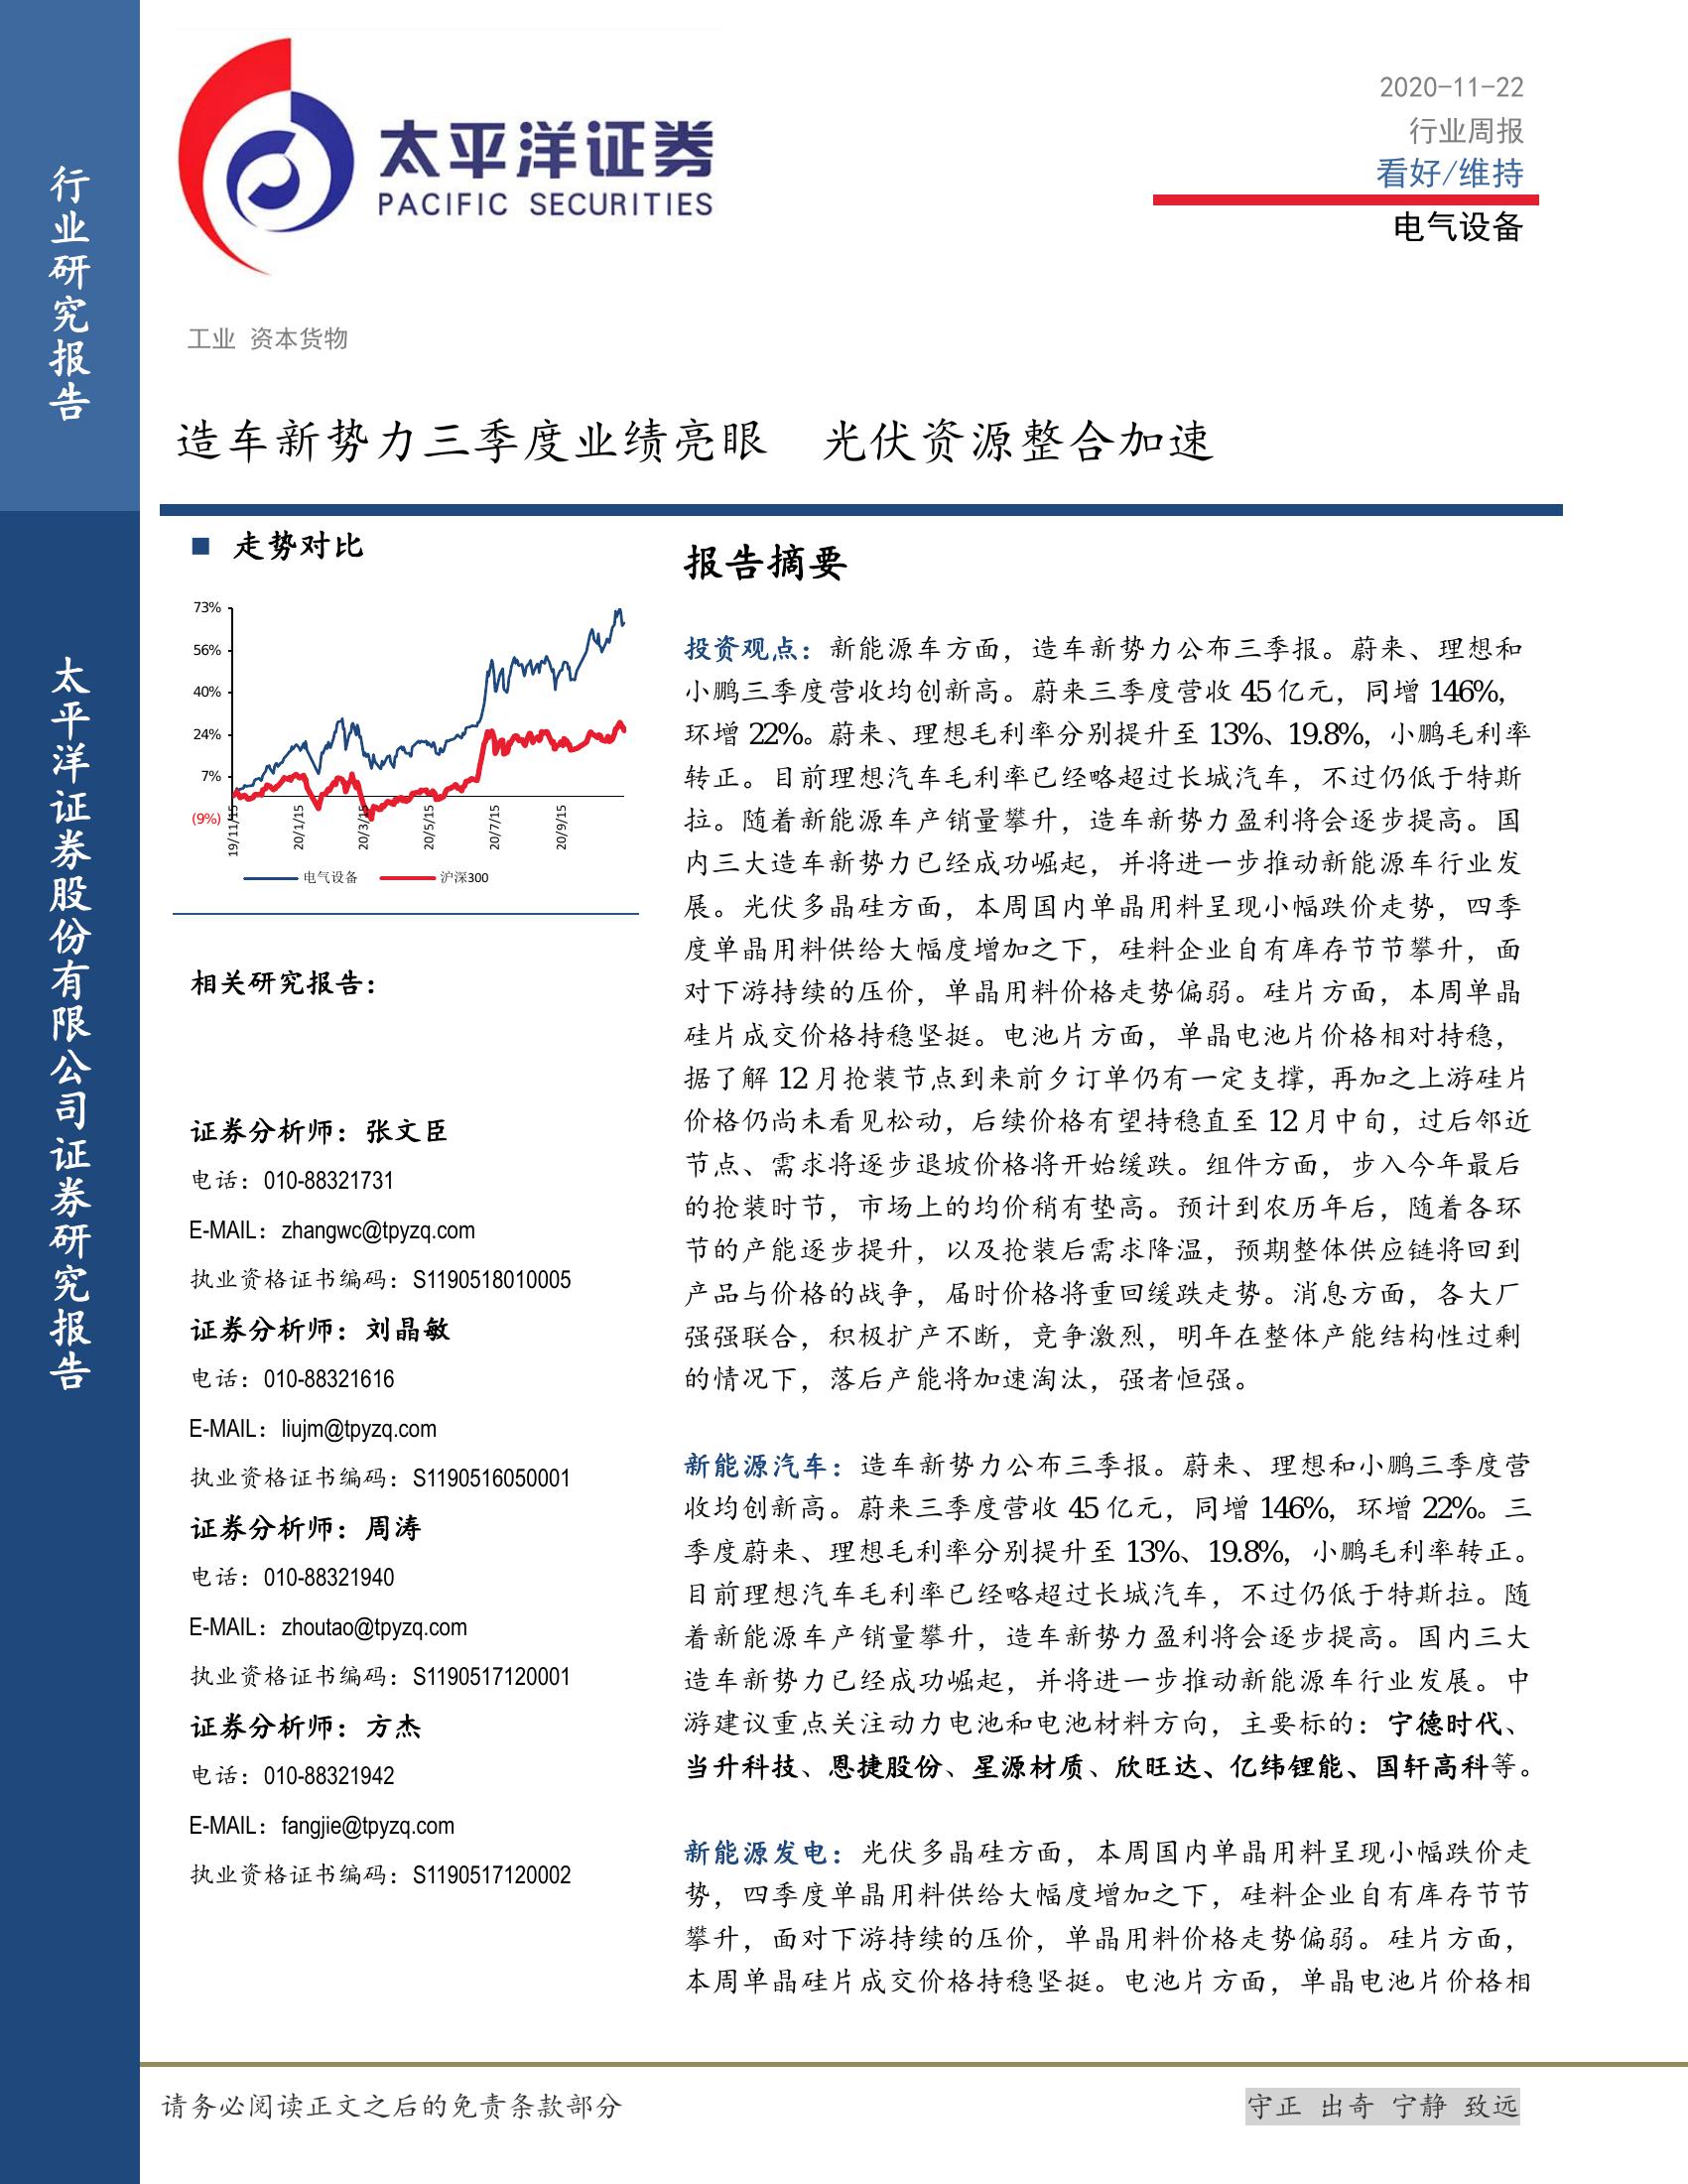 行业研究报告
太平洋证券股份有限公司证券研究报告
太平洋证券
PACIFIC SECURITIES
2020-11-22
行业周报
看好/维持
电气设备
工业 资本货物
造车新势力三季度业绩亮眼 光伏资源整合加速
■ 走势对比
73%
56%
40%
24%
7%
(9%)
19/11/15
20/1/15
20/3/15
20/5/15
20/7/15
20/9/15
电气设备 沪深300
相关研究报告：
证券分析师：张文臣
电话：010-88321731
E-MAIL：zhangwc@tpyzq.com
执业资格证书编码：S1190518010005
证券分析师：刘晶敏
电话：010-88321616
E-MAIL：liujm@tpyzq.com
执业资格证书编码：S1190516050001
证券分析师：周涛
电话：010-88321940
E-MAIL：zhoutao@tpyzq.com
执业资格证书编码：S1190517120001
证券分析师：方杰
电话：010-88321942
E-MAIL：fangjie@tpyzq.com
执业资格证书编码：S1190517120002
报告摘要
投资观点：新能源车方面，造车新势力公布三季报。蔚来、理想和
小鹏三季度营收均创新高。蔚来三季度营收 45 亿元，同增 146%，
环增 22%。蔚来、理想毛利率分别提升至 13%、19.8%，小鹏毛利率
转正。目前理想汽车毛利率已经略超过长城汽车，不过仍低于特斯
拉。随着新能源车产销量攀升，造车新势力盈利将会逐步提高。国
内三大造车新势力已经成功崛起，并将进一步推动新能源车行业发
展。光伏多晶硅方面，本周国内单晶用料呈现小幅跌价走势，四季
度单晶用料供给大幅度增加之下，硅料企业自有库存节节攀升，面
对下游持续的压价，单晶用料价格走势偏弱。硅片方面，本周单晶
硅片成交价格持稳坚挺。电池片方面，单晶电池片价格相对持稳，
据了解 12 月抢装节点到来前夕订单仍有一定支撑，再加之上游硅片
价格仍尚未看见松动，后续价格有望持稳直至 12 月中旬，过后邻近
节点、需求将逐步退坡价格将开始缓跌。组件方面，步入今年最后
的抢装时节，市场上的均价稍有垫高。预计到农历年后，随着各环
节的产能逐步提升，以及抢装后需求降温，预期整体供应链将回到
产品与价格的战争，届时价格将重回缓跌走势。消息方面，各大厂
强强联合，积极扩产不断，竞争激烈，明年在整体产能结构性过剩
的情况下，落后产能将加速淘汰，强者恒强。
新能源汽车：造车新势力公布三季报。蔚来、理想和小鹏三季度营
收均创新高。蔚来三季度营收 45 亿元，同增 146%，环增 22%。三
季度蔚来、理想毛利率分别提升至 13%、19.8%，小鹏毛利率转正。
目前理想汽车毛利率已经略超过长城汽车，不过仍低于特斯拉。随
着新能源车产销量攀升，造车新势力盈利将会逐步提高。国内三大
造车新势力已经成功崛起，并将进一步推动新能源车行业发展。中
游建议重点关注动力电池和电池材料方向，主要标的：宁德时代、
当升科技、恩捷股份、星源材质、欣旺达、亿纬锂能、国轩高科等。
新能源发电：光伏多晶硅方面，本周国内单晶用料呈现小幅跌价走
势，四季度单晶用料供给大幅度增加之下，硅料企业自有库存节节
攀升，面对下游持续的压价，单晶用料价格走势偏弱。硅片方面，
本周单晶硅片成交价格持稳坚挺。电池片方面，单晶电池片价格相
请务必阅读正文之后的免责条款部分
守正 出奇 宁静 致远